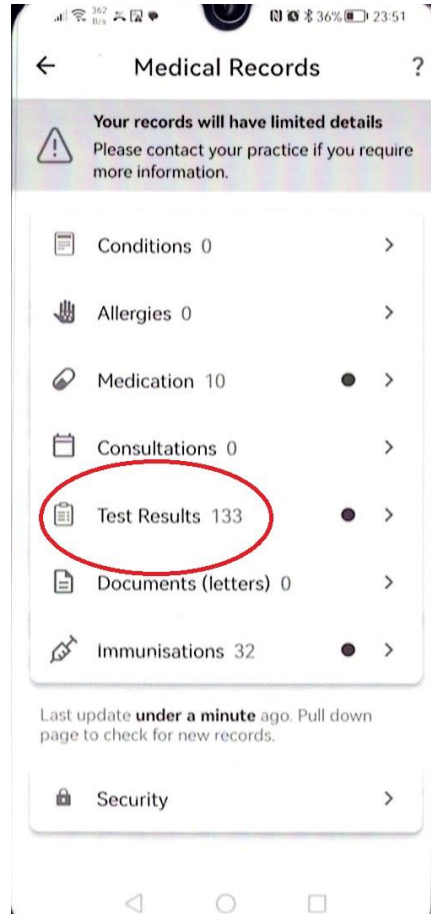 362
B/s
36% 23:51
Medical Records ?
Your records will have limited details
Please contact your practice if you require
more information.
Conditions 0
Allergies 0
Medication 10
Consultations 0
Test Results 133
Documents (letters) 0
Immunisations 32
Last update under a minute ago. Pull down
page to check for new records.
Security